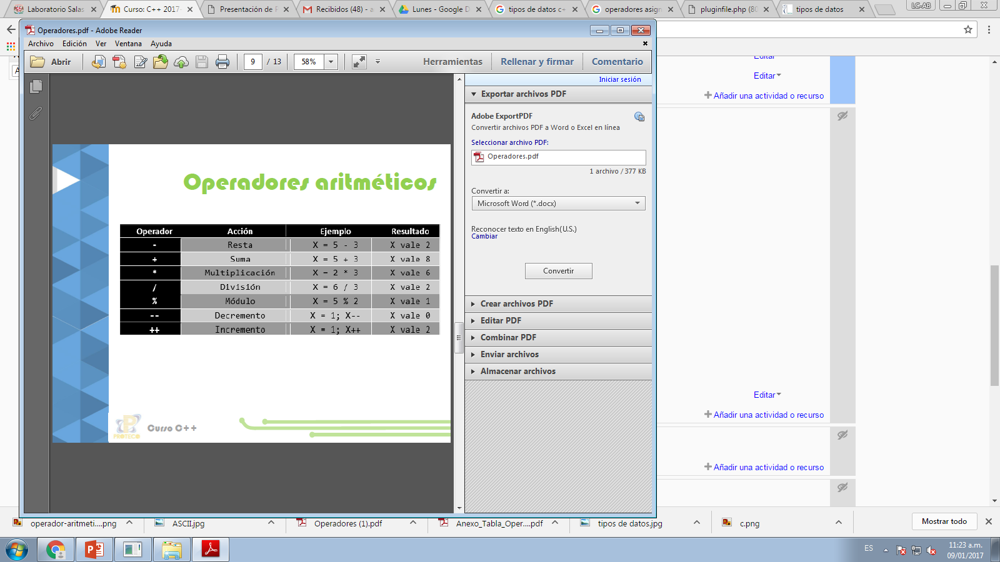 Laboratorio Salas
Curso: C++ 2017-
Presentación de P
Recibidos (48) - a
Lunes - Google D
tipos de datos c+
operadores asign
pluginfile.php (80
tipos de datos
LC-AB
Operadores.pdf - Adobe Reader
Archivo Edición Ver Ventana Ayuda
Abrir 9 / 13 58% Herramientas Rellenar y firmar Comentario
Iniciar sesión
Exportar archivos PDF
Adobe ExportPDF
Convertir archivos PDF a Word o Excel en línea
Seleccionar archivo PDF:
Operadores.pdf
1 archivo / 377 KB
Convertir a:
Microsoft Word (*.docx)
Reconocer texto en English(U.S.)
Cambiar
Convertir
Crear archivos PDF
Editar PDF
Combinar PDF
Enviar archivos
Almacenar archivos
Operadores aritméticos
Operador Acción Ejemplo Resultado
- Resta X = 5 - 3 X vale 2
+ Suma X = 5 + 3 X vale 8
* Multiplicación X = 2 * 3 X vale 6
/ División X = 6 / 3 X vale 2
% Módulo X = 5 % 2 X vale 1
-- Decremento X = 1; X-- X vale 0
++ Incremento X = 1; X++ X vale 2
PROTECO
Curso C++
Editar
Editar
Añadir una actividad o recurso
Editar
Añadir una actividad o recurso
Añadir una actividad o recurso
operador-aritmeti....png
ASCII.jpg
Operadores (1).pdf
Anexo_Tabla_Oper....pdf
tipos de datos.jpg
c.png
Mostrar todo
ES
11:23 a.m.
09/01/2017